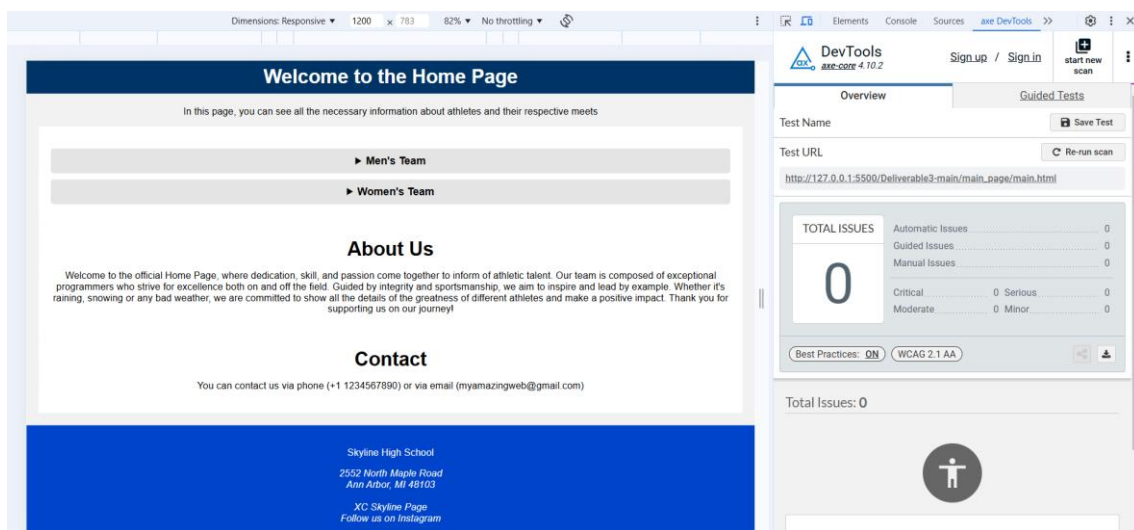 Dimensions: Responsive ▼ 1200 x 783 82% ▼ No throttling ▼
Elements Console Sources axe DevTools
Welcome to the Home Page
In this page, you can see all the necessary information about athletes and their respective meets
▶ Men's Team
▶ Women's Team
About Us
Welcome to the official Home Page, where dedication, skill, and passion come together to inform of athletic talent. Our team is composed of exceptional
programmers who strive for excellence both on and off the field. Guided by integrity and sportsmanship, we aim to inspire and lead by example. Whether it's
raining, snowing or any bad weather, we are committed to show all the details of the greatness of different athletes and make a positive impact. Thank you for
supporting us on our journey!
Contact
You can contact us via phone (+1 1234567890) or via email (myamazingweb@gmail.com)
Skyline High School
2552 North Maple Road
Ann Arbor, MI 48103
XC Skyline Page
Follow us on Instagram
ax
DevTools
axe-core 4.10.2
Sign up / Sign in
start new
scan
Overview Guided Tests
Test Name Save Test
Test URL Re-run scan
http://127.0.0.1:5500/Deliverable3-main/main_page/main.html
TOTAL ISSUES
0
Automatic Issues 0
Guided Issues 0
Manual Issues 0
Critical 0 Serious 0
Moderate 0 Minor 0
Best Practices: ON WCAG 2.1 AA
Total Issues: 0